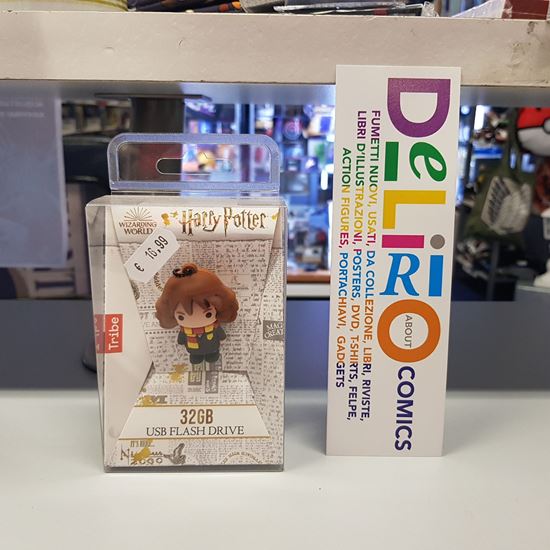 WIZARDING
WORLD
Harry Potter
€ 16,99
Tribe
32GB
USB FLASH DRIVE
DeLIRIO
ABOUT COMICS
FUMETTI NUOVI, USATI, DA COLLEZIONE, LIBRI, RIVISTE,
LIBRI D'ILLUSTRAZIONI, POSTERS, DVD, T-SHIRTS, FELPE,
ACTION FIGURES, PORTACHIAVI, GADGETS